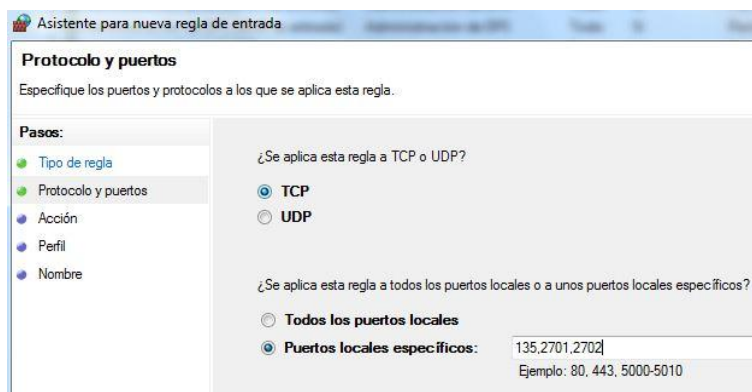 Asistente para nueva regla de entrada
Protocolo y puertos
Especifique los puertos y protocolos a los que se aplica esta regla.
Pasos:
Tipo de regla
Protocolo y puertos
Acción
Perfil
Nombre
¿Se aplica esta regla a TCP o UDP?
TCP
UDP
¿Se aplica esta regla a todos los puertos locales o a unos puertos locales específicos?
Todos los puertos locales
Puertos locales específicos: 135,2701,2702
Ejemplo: 80, 443, 5000-5010